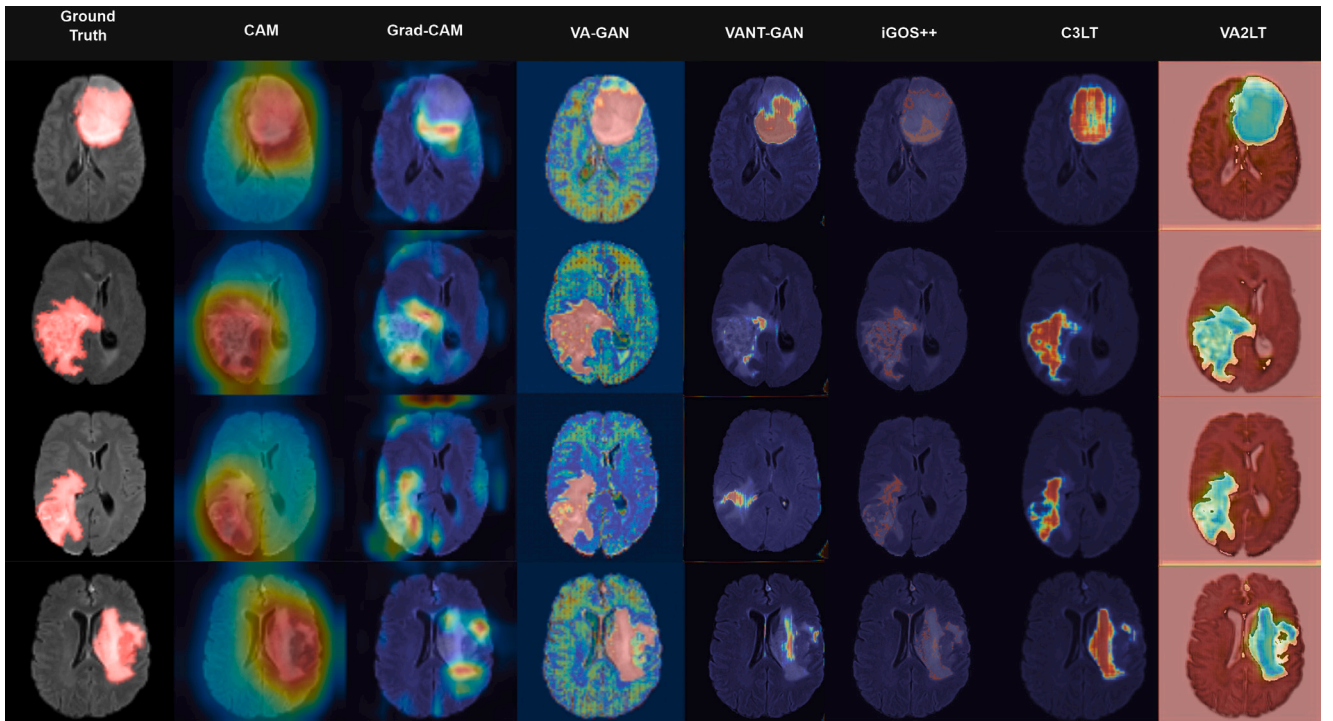 Ground
Truth
CAM
Grad-CAM
VA-GAN
VANT-GAN
iGOS++
C3LT
VA2LT